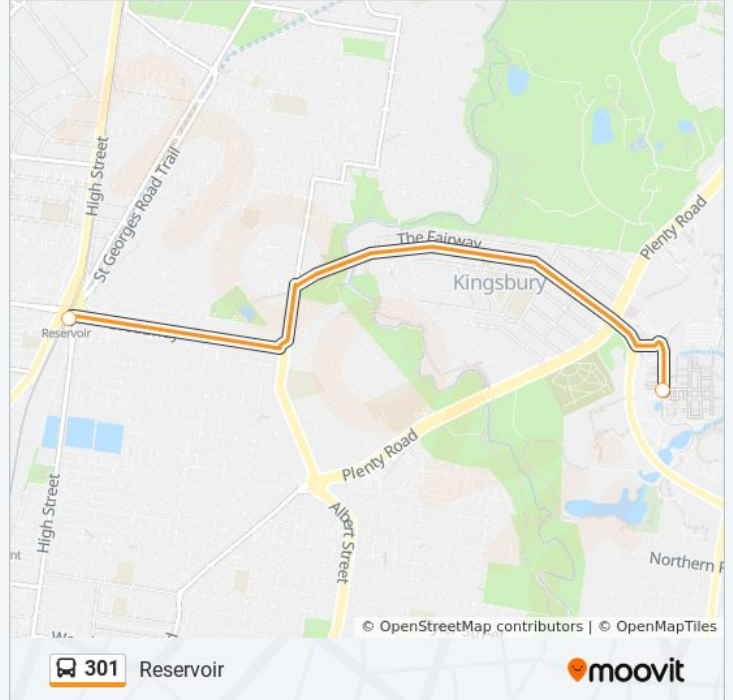 High Street
St Georges Road Trail
The Fairway
Plenty Road
Kingsbury
Reservoir
Plenty Road
High Street
Albert Street
Northern
© OpenStreetMap contributors | © OpenMapTiles
301 Reservoir
moovit